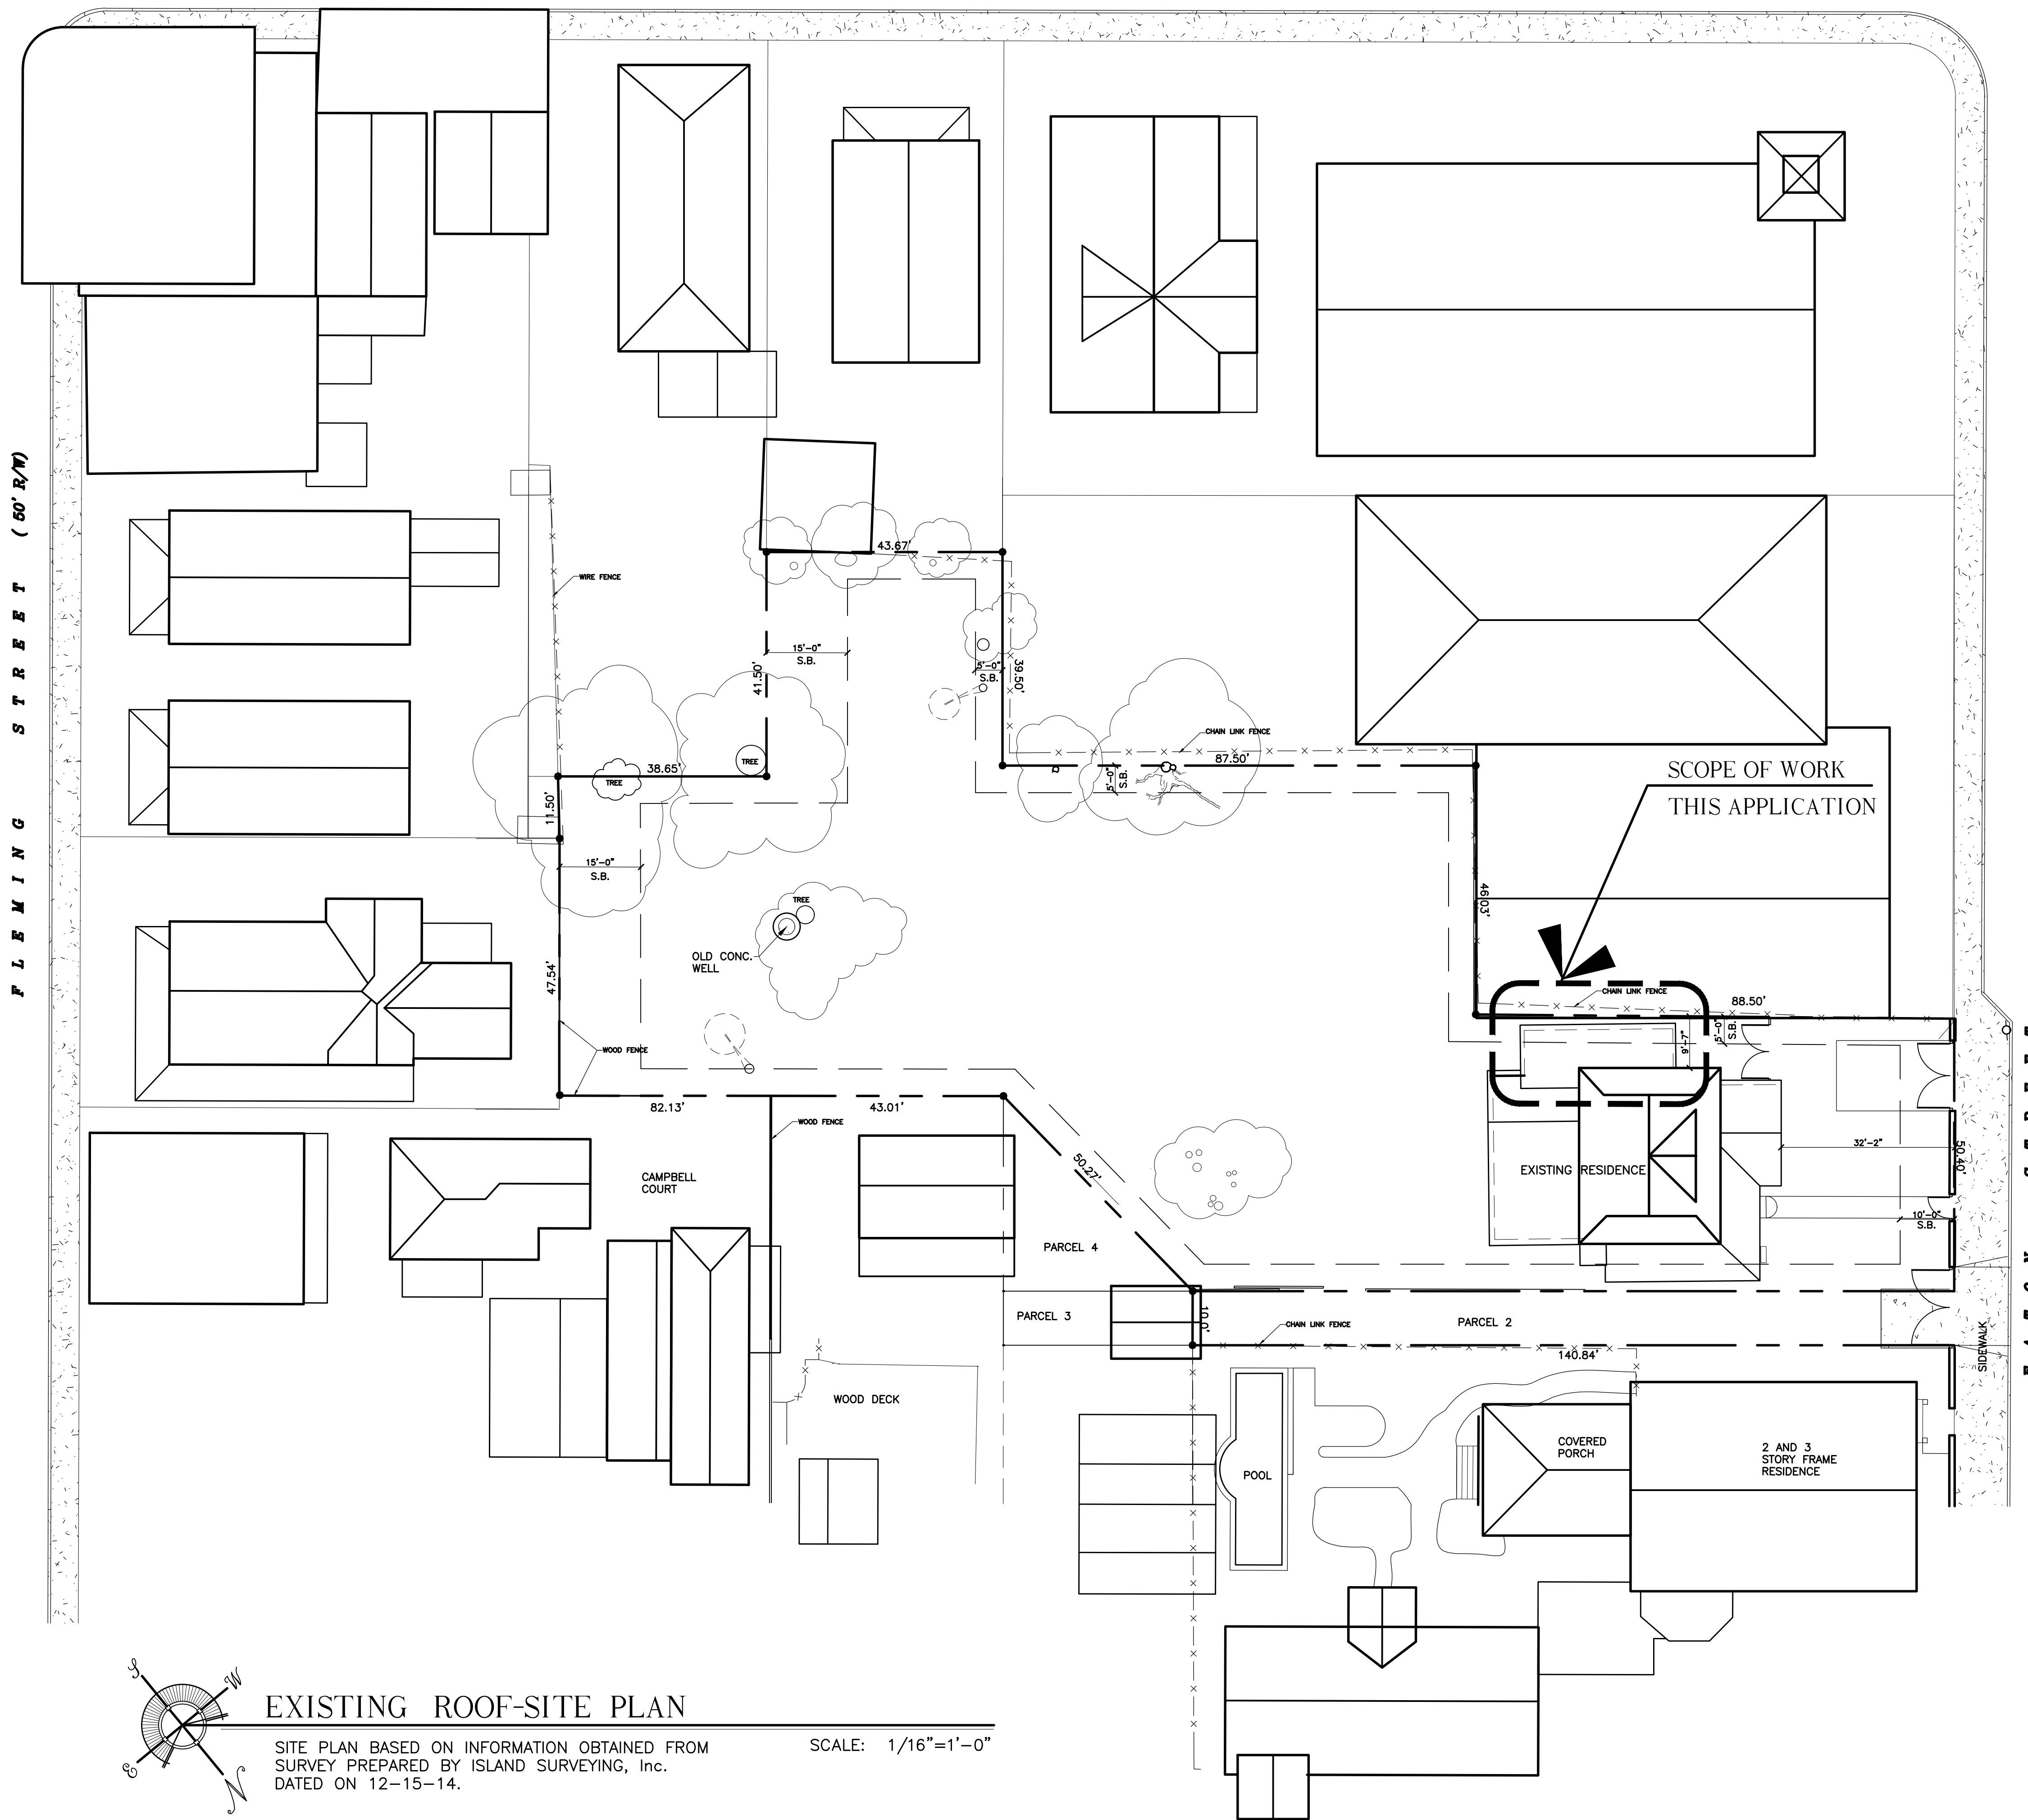 FLEMING STREET (50' R/W)
43.67'
WIRE FENCE
15'-0"
S.B.
41.50'
5'-0"
S.B.
39.50'
CHAIN LINK FENCE
87.50'
5'-0"
S.B.
TREE
38.65'
TREE
11.50'
15'-0"
S.B.
SCOPE OF WORK
THIS APPLICATION
46.03'
TREE
OLD CONC.
WELL
47.54'
WOOD FENCE
CHAIN LINK FENCE
88.50'
9'-7"
5'-0"
S.B.
82.13'
43.01'
WOOD FENCE
50.27'
32'-2"
50.40'
EXISTING RESIDENCE
CAMPBELL
COURT
10'-0"
S.B.
PARCEL 4
PARCEL 3
10.0'
CHAIN LINK FENCE
PARCEL 2
140.84'
SIDEWALK
WOOD DECK
POOL
COVERED
PORCH
2 AND 3
STORY FRAME
RESIDENCE
S
W
E
N
EXISTING ROOF-SITE PLAN
SITE PLAN BASED ON INFORMATION OBTAINED FROM
SURVEY PREPARED BY ISLAND SURVEYING, Inc.
DATED ON 12-15-14.
SCALE: 1/16"=1'-0"